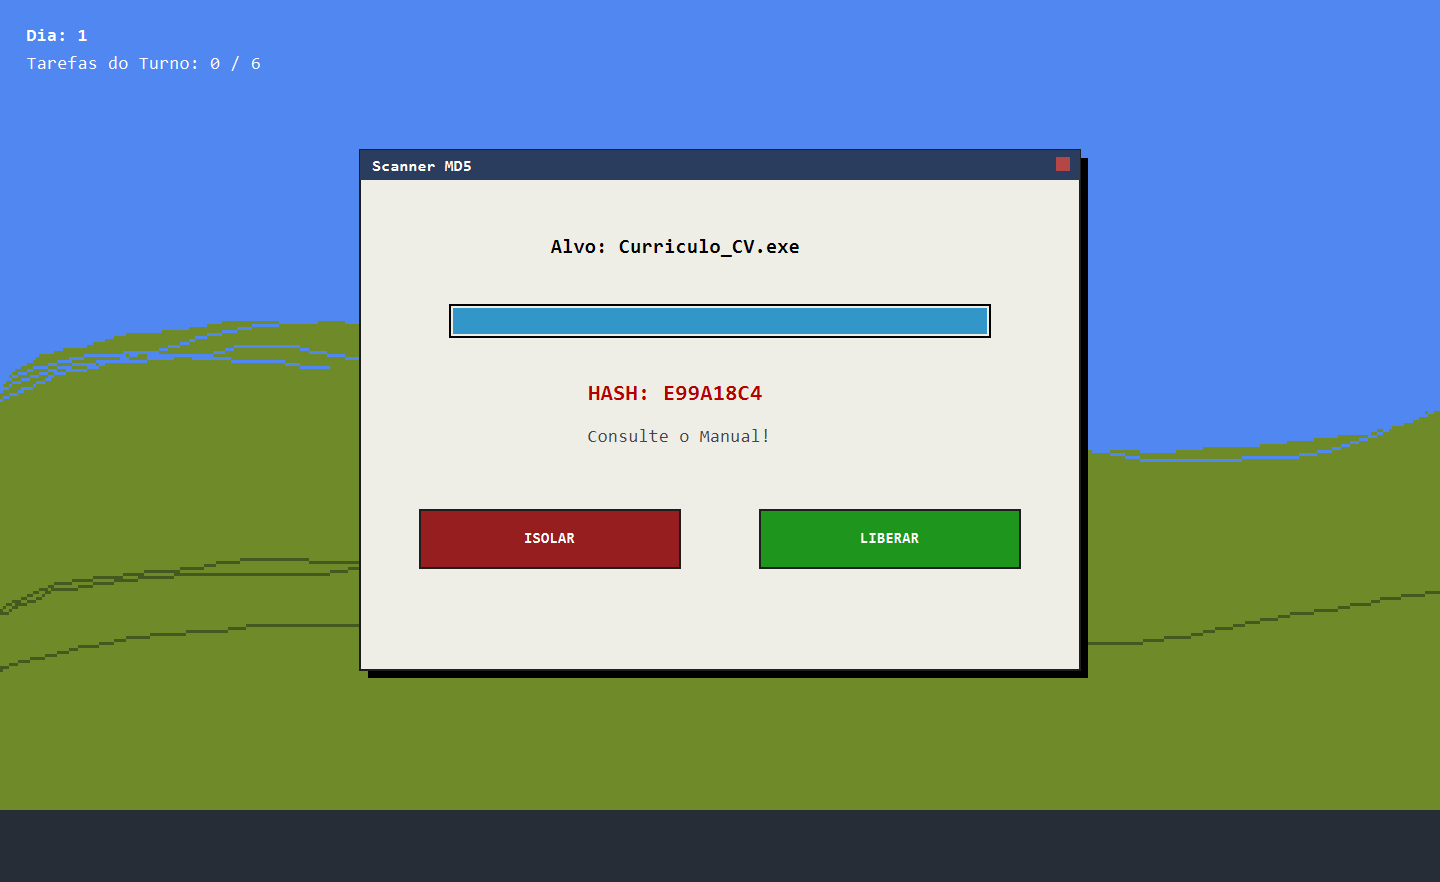 Dia: 1
Tarefas do Turno: 0 / 6
Scanner MD5
Alvo: Curriculo_CV.exe
HASH: E99A18C4
Consulte o Manual!
ISOLAR
LIBERAR